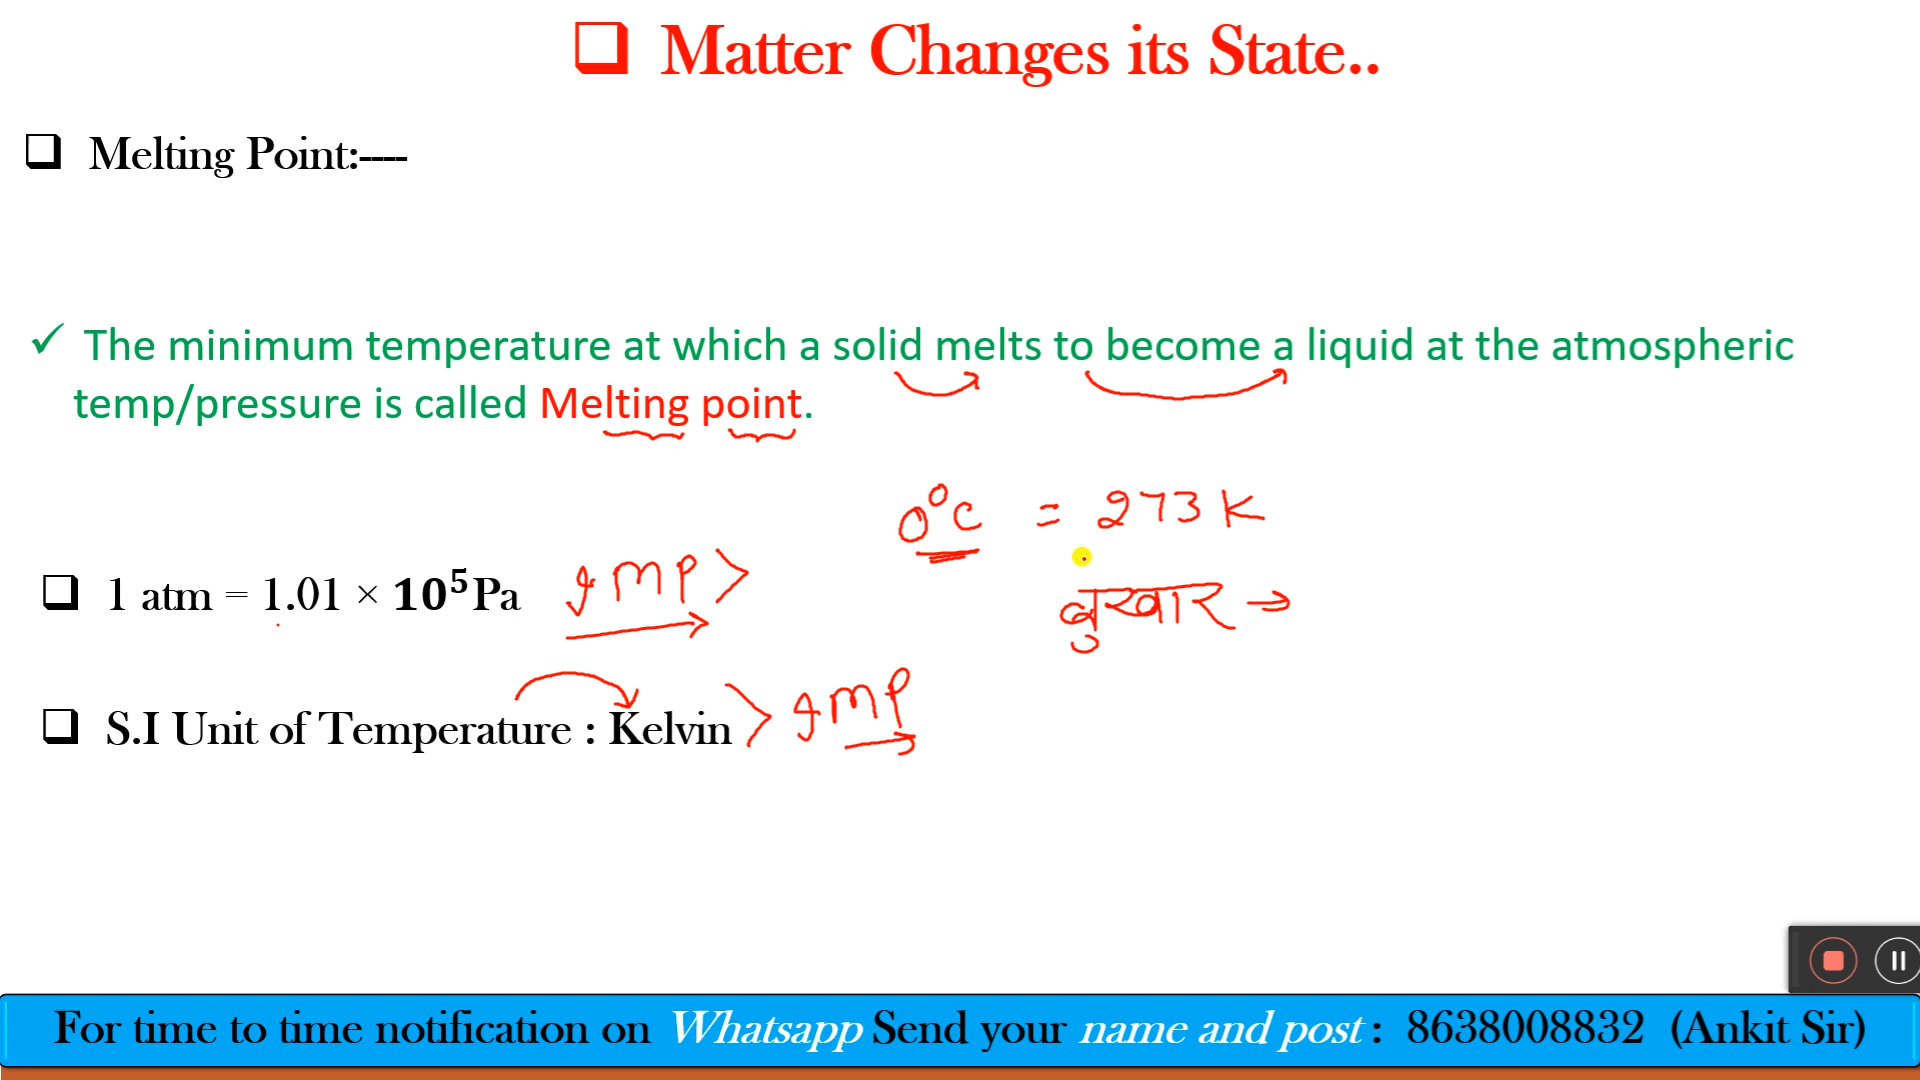 ❑ Matter Changes its State..
❑ Melting Point:----
✓ The minimum temperature at which a solid melts to become a liquid at the atmospheric
temp/pressure is called Melting point.
0°C = 273 K
❑ 1 atm = 1.01 × 10⁵Pa MP >
बुखार →
❑ S.I Unit of Temperature : Kelvin > MP
For time to time notification on Whatsapp Send your name and post : 8638008832 (Ankit Sir)